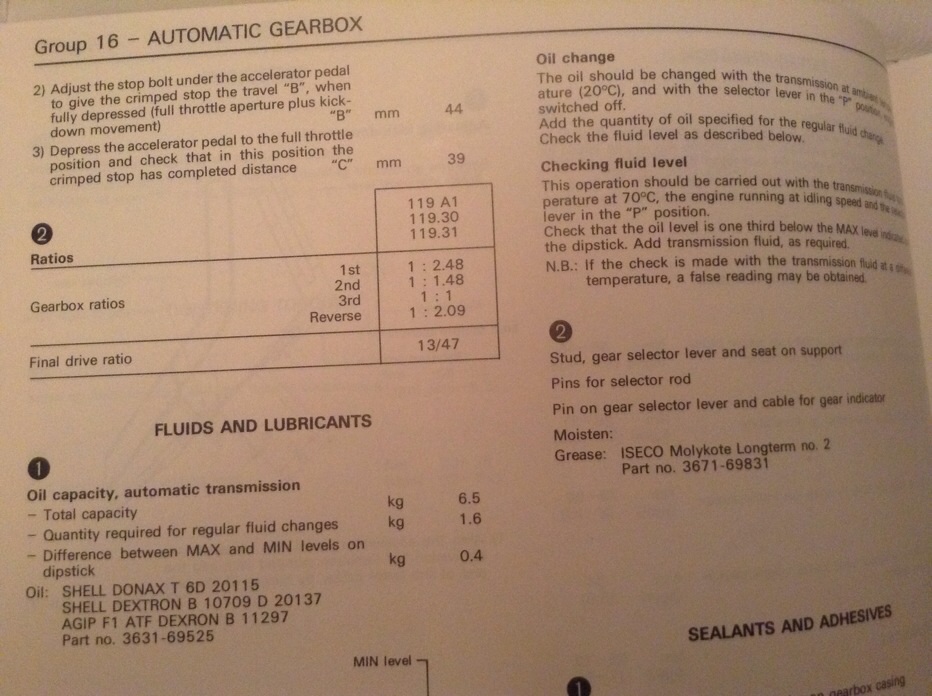 Group 16 – AUTOMATIC GEARBOX
2) Adjust the stop bolt under the accelerator pedal
to give the crimped stop the travel “B”, when
fully depressed (full throttle aperture plus kick-
down movement) “B” mm 44
3) Depress the accelerator pedal to the full throttle
position and check that in this position the
crimped stop has completed distance “C” mm 39
2
119 A1
119.30
119.31
Ratios
Gearbox ratios
1st 1 : 2.48
2nd 1 : 1.48
3rd 1 : 1
Reverse 1 : 2.09
Final drive ratio 13/47
FLUIDS AND LUBRICANTS
1
Oil capacity, automatic transmission
– Total capacity kg 6.5
– Quantity required for regular fluid changes kg 1.6
– Difference between MAX and MIN levels on
dipstick kg 0.4
Oil: SHELL DONAX T 6D 20115
SHELL DEXTRON B 10709 D 20137
AGIP F1 ATF DEXRON B 11297
Part no. 3631-69525
MIN level
Oil change
The oil should be changed with the transmission at ambient
ature (20°C), and with the selector lever in the “P” position,
switched off.
Add the quantity of oil specified for the regular fluid change.
Check the fluid level as described below.
Checking fluid level
This operation should be carried out with the transmission fluid
perature at 70°C, the engine running at idling speed and the
lever in the “P” position.
Check that the oil level is one third below the MAX level
the dipstick. Add transmission fluid, as required.
N.B.: If the check is made with the transmission fluid at a
temperature, a false reading may be obtained.
2
Stud, gear selector lever and seat on support
Pins for selector rod
Pin on gear selector lever and cable for gear indicator
Moisten:
Grease: ISECO Molykote Longterm no. 2
Part no. 3671-69831
SEALANTS AND ADHESIVES
1
gearbox casing